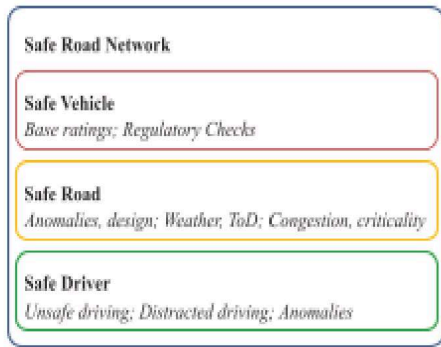 Safe Road Network
Safe Vehicle
Base ratings; Regulatory Checks
Safe Road
Anomalies, design; Weather, ToD; Congestion, criticality
Safe Driver
Unsafe driving; Distracted driving; Anomalies